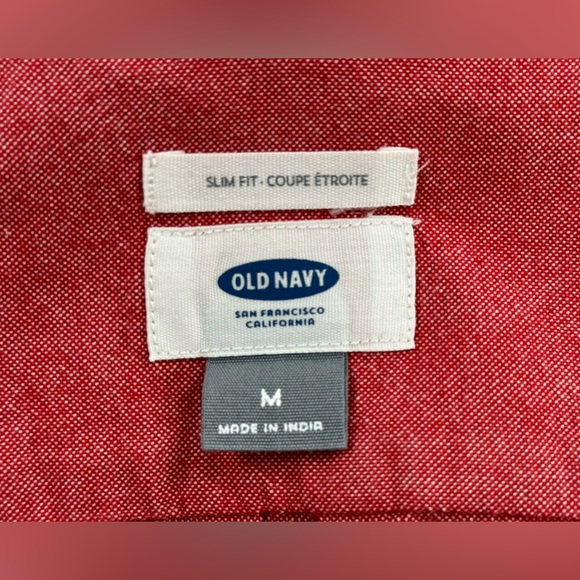 SLIM FIT · COUPE ÉTROITE
OLD NAVY
SAN FRANCISCO
CALIFORNIA
M
MADE IN INDIA